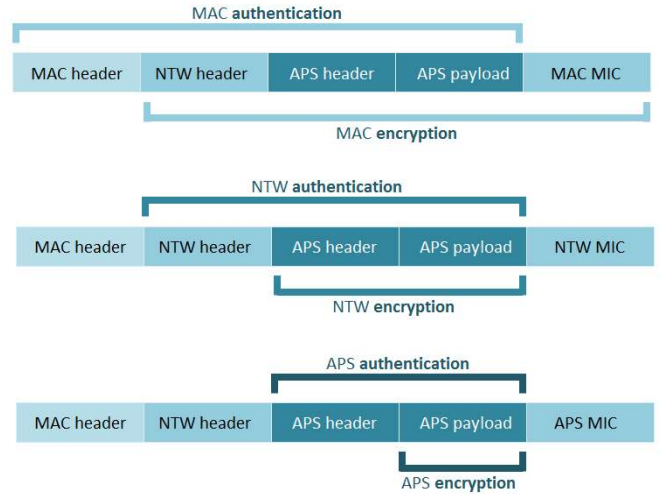 MAC authentication
MAC header NTW header APS header APS payload MAC MIC
MAC encryption
NTW authentication
MAC header NTW header APS header APS payload NTW MIC
NTW encryption
APS authentication
MAC header NTW header APS header APS payload APS MIC
APS encryption